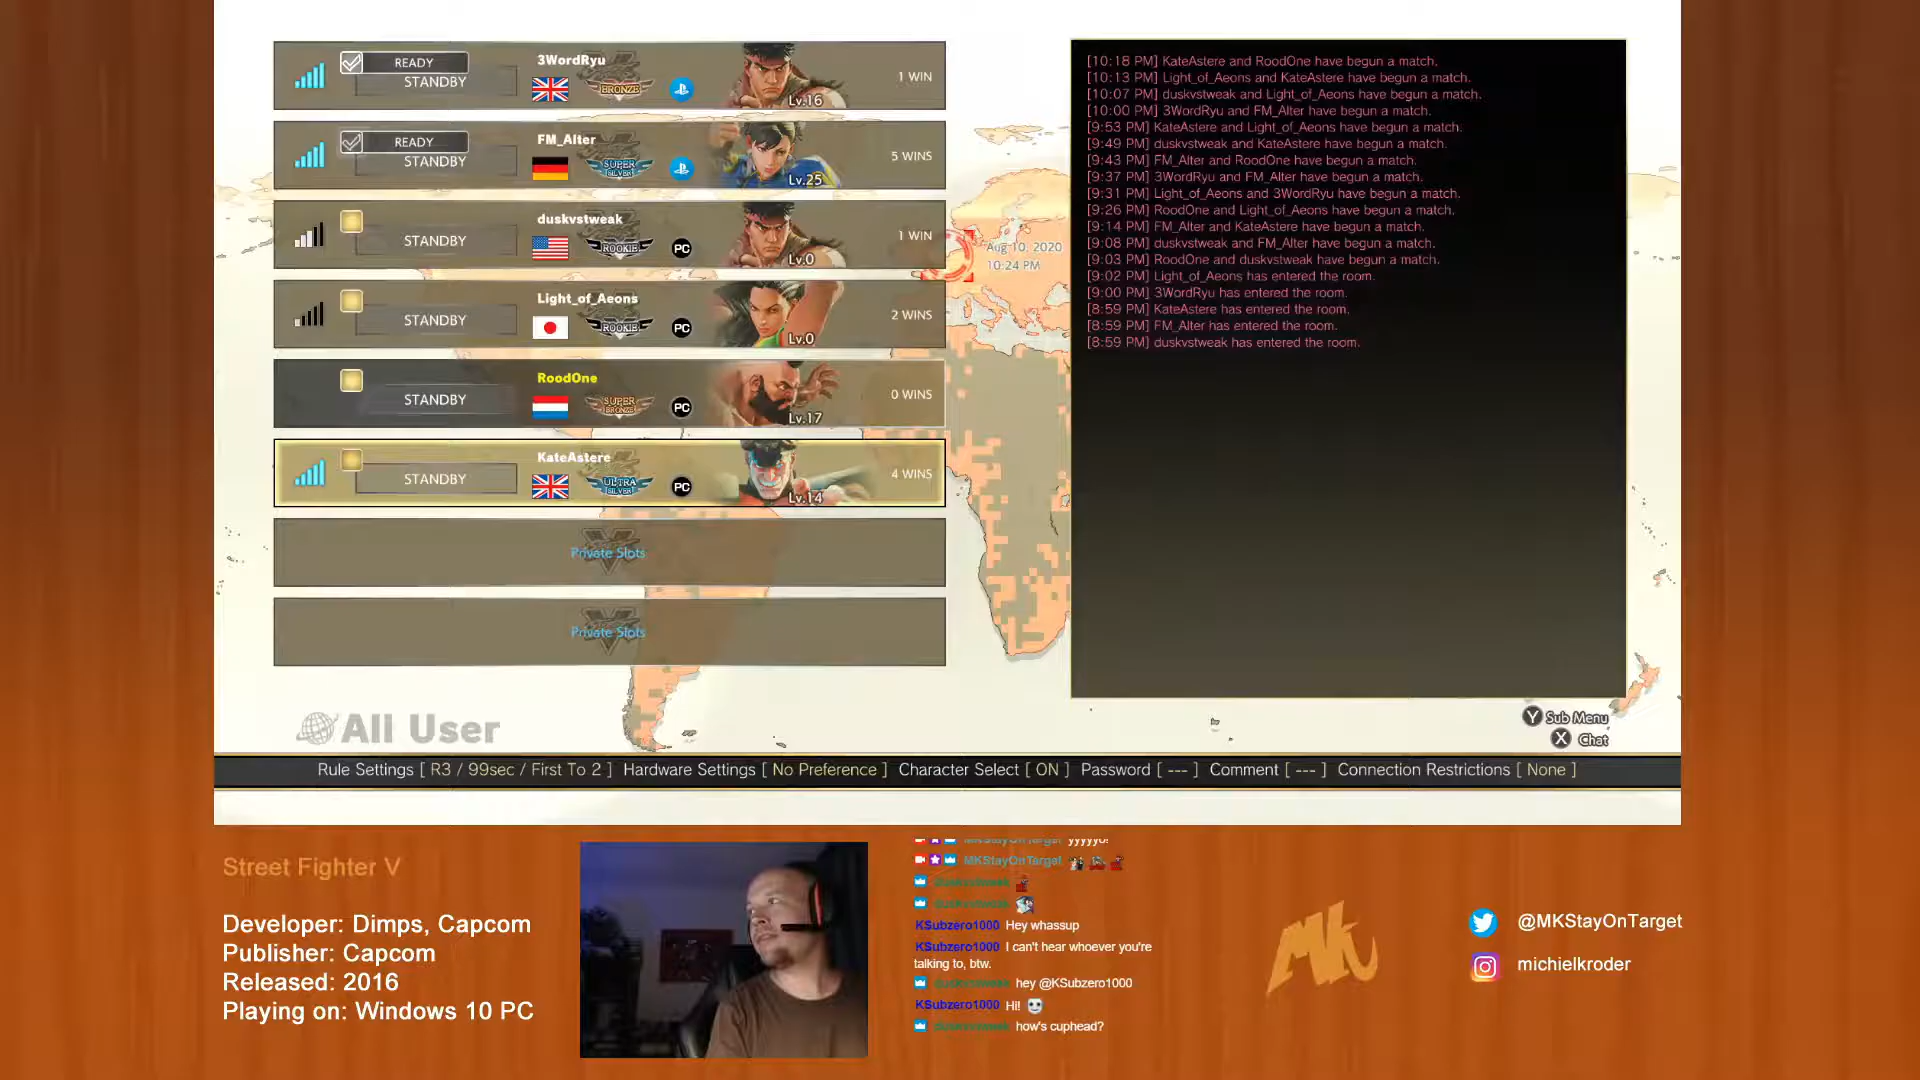 READY
STANDBY
3WordRyu
BRONZE
Lv.16
1 WIN
READY
STANDBY
FM_Alter
SUPER
SILVER
Lv.25
5 WINS
STANDBY
duskvstweak
ROOKIE
PC
Lv.0
1 WIN
STANDBY
Light_of_Aeons
ROOKIE
PC
Lv.0
2 WINS
STANDBY
RoodOne
SUPER
BRONZE
PC
Lv.17
0 WINS
STANDBY
KateAstere
ULTRA
SILVER
PC
Lv.14
4 WINS
Private Slots
Private Slots
All User
Aug 10, 2020
10:24 PM
[10:18 PM] KateAstere and RoodOne have begun a match.
[10:13 PM] Light_of_Aeons and KateAstere have begun a match.
[10:07 PM] duskvstweak and Light_of_Aeons have begun a match.
[10:00 PM] 3WordRyu and FM_Alter have begun a match.
[9:53 PM] KateAstere and Light_of_Aeons have begun a match.
[9:49 PM] duskvstweak and KateAstere have begun a match.
[9:43 PM] FM_Alter and RoodOne have begun a match.
[9:37 PM] 3WordRyu and FM_Alter have begun a match.
[9:31 PM] Light_of_Aeons and 3WordRyu have begun a match.
[9:26 PM] RoodOne and Light_of_Aeons have begun a match.
[9:14 PM] FM_Alter and KateAstere have begun a match.
[9:08 PM] duskvstweak and FM_Alter have begun a match.
[9:03 PM] RoodOne and duskvstweak have begun a match.
[9:02 PM] Light_of_Aeons has entered the room.
[9:00 PM] 3WordRyu has entered the room.
[8:59 PM] KateAstere has entered the room.
[8:59 PM] FM_Alter has entered the room.
[8:59 PM] duskvstweak has entered the room.
Y Sub Menu
X Chat
Rule Settings [ R3 / 99sec / First To 2 ] Hardware Settings [ No Preference ] Character Select [ ON ] Password [ --- ] Comment [ --- ] Connection Restrictions [ None ]
Street Fighter V
Developer: Dimps, Capcom
Publisher: Capcom
Released: 2016
Playing on: Windows 10 PC
MKStayOnTarget yyyyyo!
MKStayOnTarget
duskvstweak
duskvstweak
KSubzero1000 Hey whassup
KSubzero1000 I can't hear whoever you're
talking to, btw.
duskvstweak hey @KSubzero1000
KSubzero1000 Hi!
duskvstweak how's cuphead?
MK
@MKStayOnTarget
michielkroder